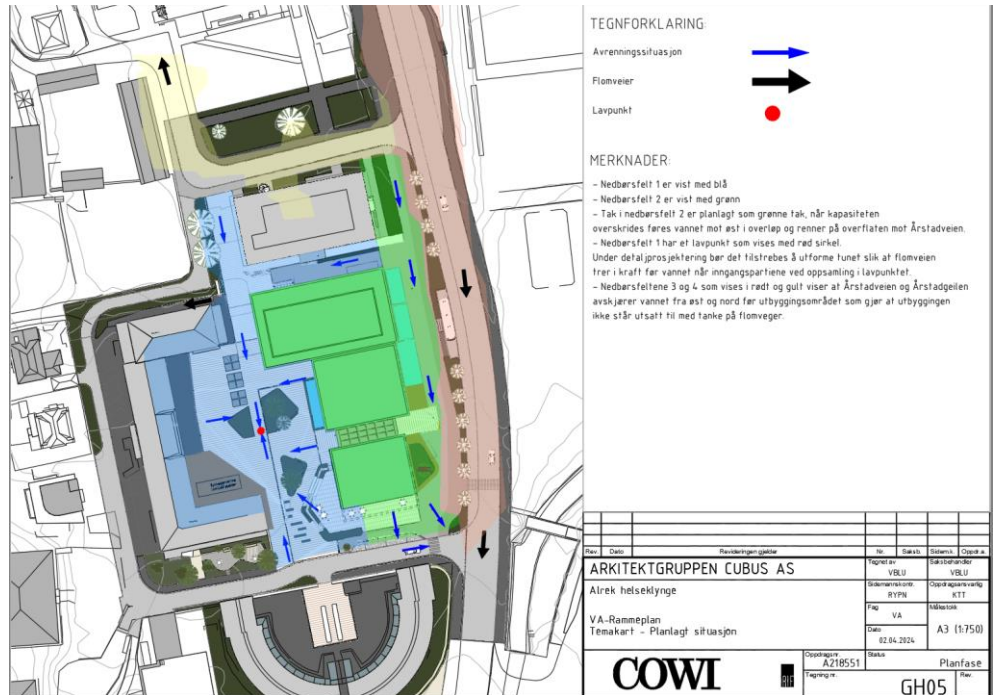 TEGNFORKLARING:
Avrenningssituasjon
Flomveier
Lavpunkt
MERKNADER:
- Nedbørsfelt 1 er vist med blå
- Nedbørsfelt 2 er vist med grønn
- Tak i nedbørsfelt 2 er planlagt som grønne tak, når kapasiteten
overskrides føres vannet mot øst i overløp og renner på overflaten mot Årstadveien.
- Nedbørsfelt 1 har et lavpunkt som vises med rød sirkel.
Under detaljprosjektering bør det tilstrebes å utforme tunet slik at flomveien
trer i kraft før vannet når inngangspartiene ved oppsamling i lavpunktet.
- Nedbørsfeltene 3 og 4 som vises i rødt og gult viser at Årstadveien og Årstadgeilen
avskjærer vannet fra øst og nord før utbyggingsområdet som gjør at utbyggingen
ikke står utsatt til med tanke på flomveger.
Rev. Dato Revideringen gjelder Nr. Saksb. Sidemsk. Oppdr.a.
ARKITEKTGRUPPEN CUBUS AS
Tegnet av Saksbehandler
VBLU VBLU
Alrek helseklynge
Sidemannskontr. Oppdragsansvarlig
RYPN KTT
VA-Rammeplan
Temakart - Planlagt situasjon
Fag Målestokk
VA
A3 (1:750)
Dato
02.04.2024
COWI
RIF
Oppdragsnr. Status
A218551 Planfase
Tegning nr. Rev.
GH05